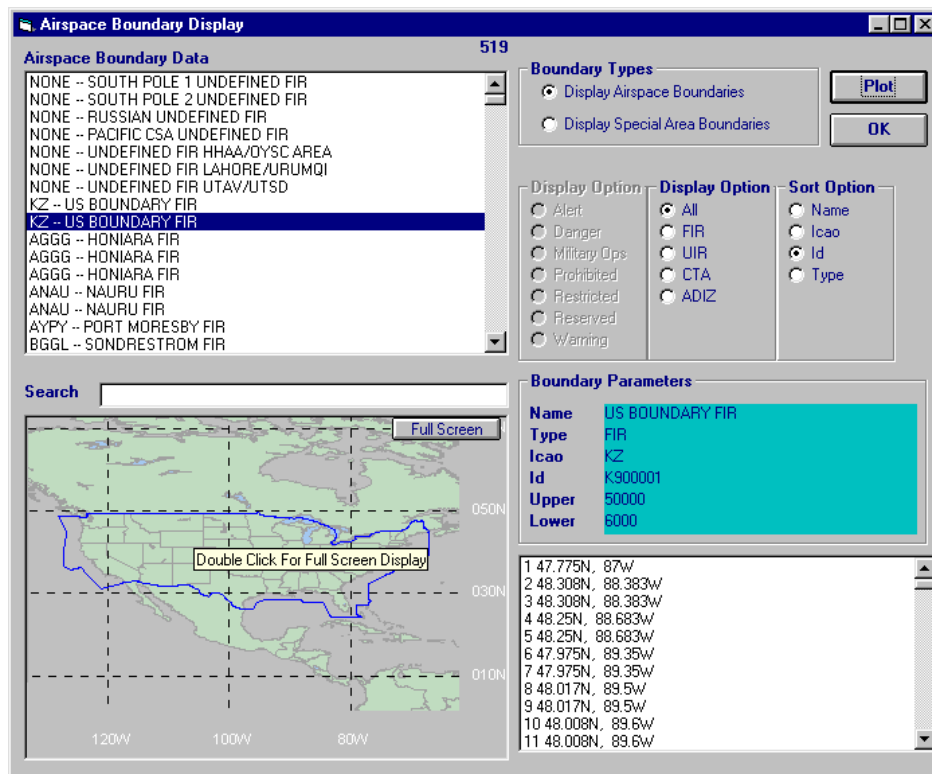 Airspace Boundary Display
519
Airspace Boundary Data
NONE -- SOUTH POLE 1 UNDEFINED FIR
NONE -- SOUTH POLE 2 UNDEFINED FIR
NONE -- RUSSIAN UNDEFINED FIR
NONE -- PACIFIC CSA UNDEFINED FIR
NONE -- UNDEFINED FIR HHAA/OYSC AREA
NONE -- UNDEFINED FIR LAHORE/URUMQI
NONE -- UNDEFINED FIR UTAV/UTSD
KZ -- US BOUNDARY FIR
KZ -- US BOUNDARY FIR
AGGG -- HONIARA FIR
AGGG -- HONIARA FIR
AGGG -- HONIARA FIR
ANAU -- NAURU FIR
ANAU -- NAURU FIR
AYPY -- PORT MORESBY FIR
BGGL -- SONDRESTROM FIR
Boundary Types
Display Airspace Boundaries
Display Special Area Boundaries
Plot
OK
Display Option
Alert
Danger
Military Ops
Prohibited
Restricted
Reserved
Warning
Display Option
All
FIR
UIR
CTA
ADIZ
Sort Option
Name
Icao
Id
Type
Search
Full Screen
050N
Double Click For Full Screen Display
030N
010N
120W 100W 80W
Boundary Parameters
Name US BOUNDARY FIR
Type FIR
Icao KZ
Id K900001
Upper 50000
Lower 6000
1 47.775N, 87W
2 48.308N, 88.383W
3 48.308N, 88.383W
4 48.25N, 88.683W
5 48.25N, 88.683W
6 47.975N, 89.35W
7 47.975N, 89.35W
8 48.017N, 89.5W
9 48.017N, 89.5W
10 48.008N, 89.6W
11 48.008N, 89.6W